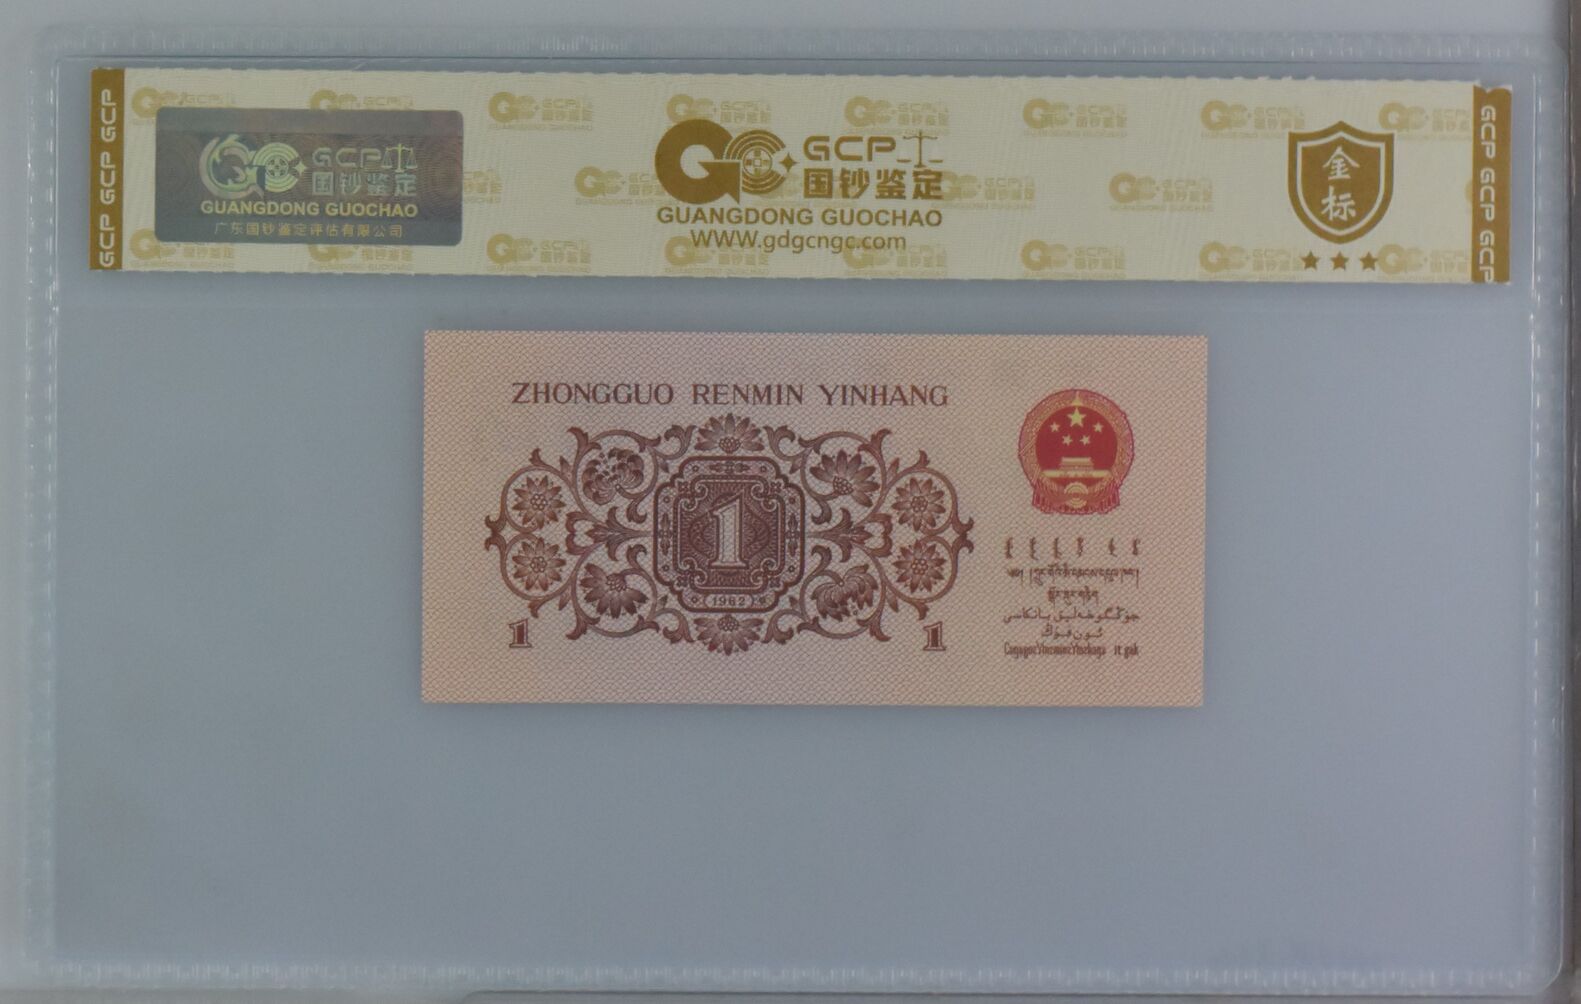 GCP GCP GCP
GCP 国钞鉴定
GUANGDONG GUOCHAO
广东国钞鉴定评估有限公司
GCP
国钞鉴定
GUANGDONG GUOCHAO
WWW.gdgcngc.com
金
标
GCP GCP GCP
ZHONGGUO RENMIN YINHANG
1
(1962)
1 1
جۇڭگوخەلىق بانكاسى